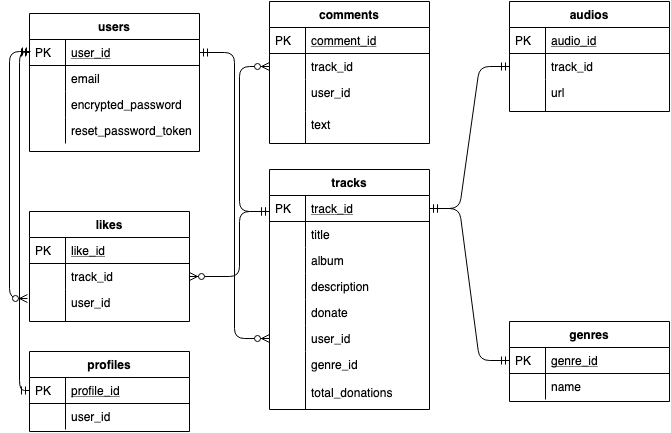 users
PK user_id
email
encrypted_password
reset_password_token
comments
PK comment_id
track_id
user_id
text
audios
PK audio_id
track_id
url
likes
PK like_id
track_id
user_id
tracks
PK track_id
title
album
description
donate
user_id
genre_id
total_donations
profiles
PK profile_id
user_id
genres
PK genre_id
name